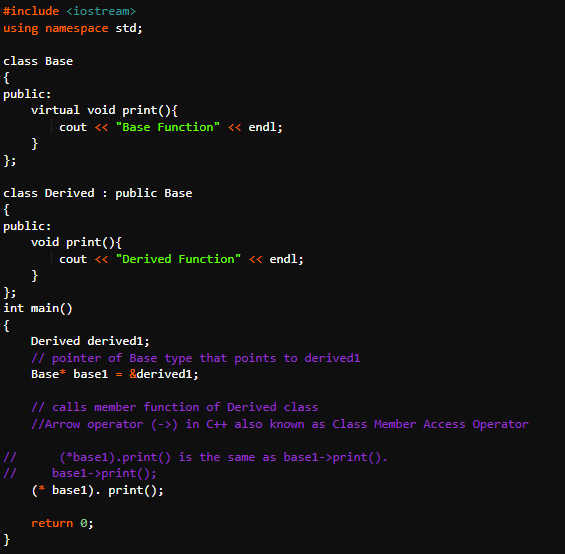 #include <iostream>
using namespace std;
class Base
{
public:
    virtual void print(){
        cout << "Base Function" << endl;
    }
};
class Derived : public Base
{
public:
    void print(){
        cout << "Derived Function" << endl;
    }
};
int main()
{
    Derived derived1;
    // pointer of Base type that points to derived1
    Base* base1 = &derived1;
    // calls member function of Derived class
    //Arrow operator (->) in C++ also known as Class Member Access Operator
//      (*base1).print() is the same as base1->print().
//     base1->print();
    (* base1). print();
    return 0;
}